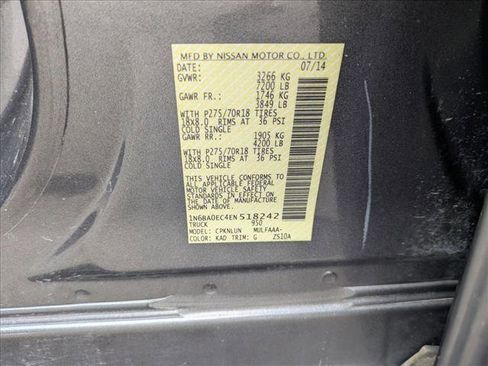 MFD BY NISSAN MOTOR CO., LTD.
DATE: 07/14
GVWR: 3266 KG
7200 LB
GAWR FR.: 1746 KG
3849 LB
WITH P275/70R18 TIRES
18X8.0 RIMS AT 36 PSI
COLD SINGLE
GAWR RR.: 1905 KG
4200 LB
WITH P275/70R18 TIRES
18X8.0 RIMS AT 36 PSI
COLD SINGLE
THIS VEHICLE CONFORMS TO
ALL APPLICABLE FEDERAL
MOTOR VEHICLE SAFETY
STANDARDS IN EFFECT ON
THE DATE OF MANUFACTURE
SHOWN ABOVE.
1N6BA0EC4EN518242
TRUCK 950
MODEL: CPKNLUN MULFAAA-
COLOR: KAD TRIM: G ZS10A